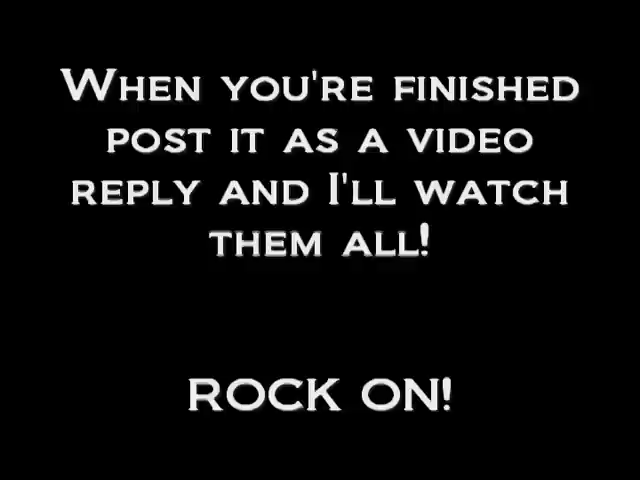 When you're finished
post it as a video
reply and I'll watch
them all!
ROCK ON!